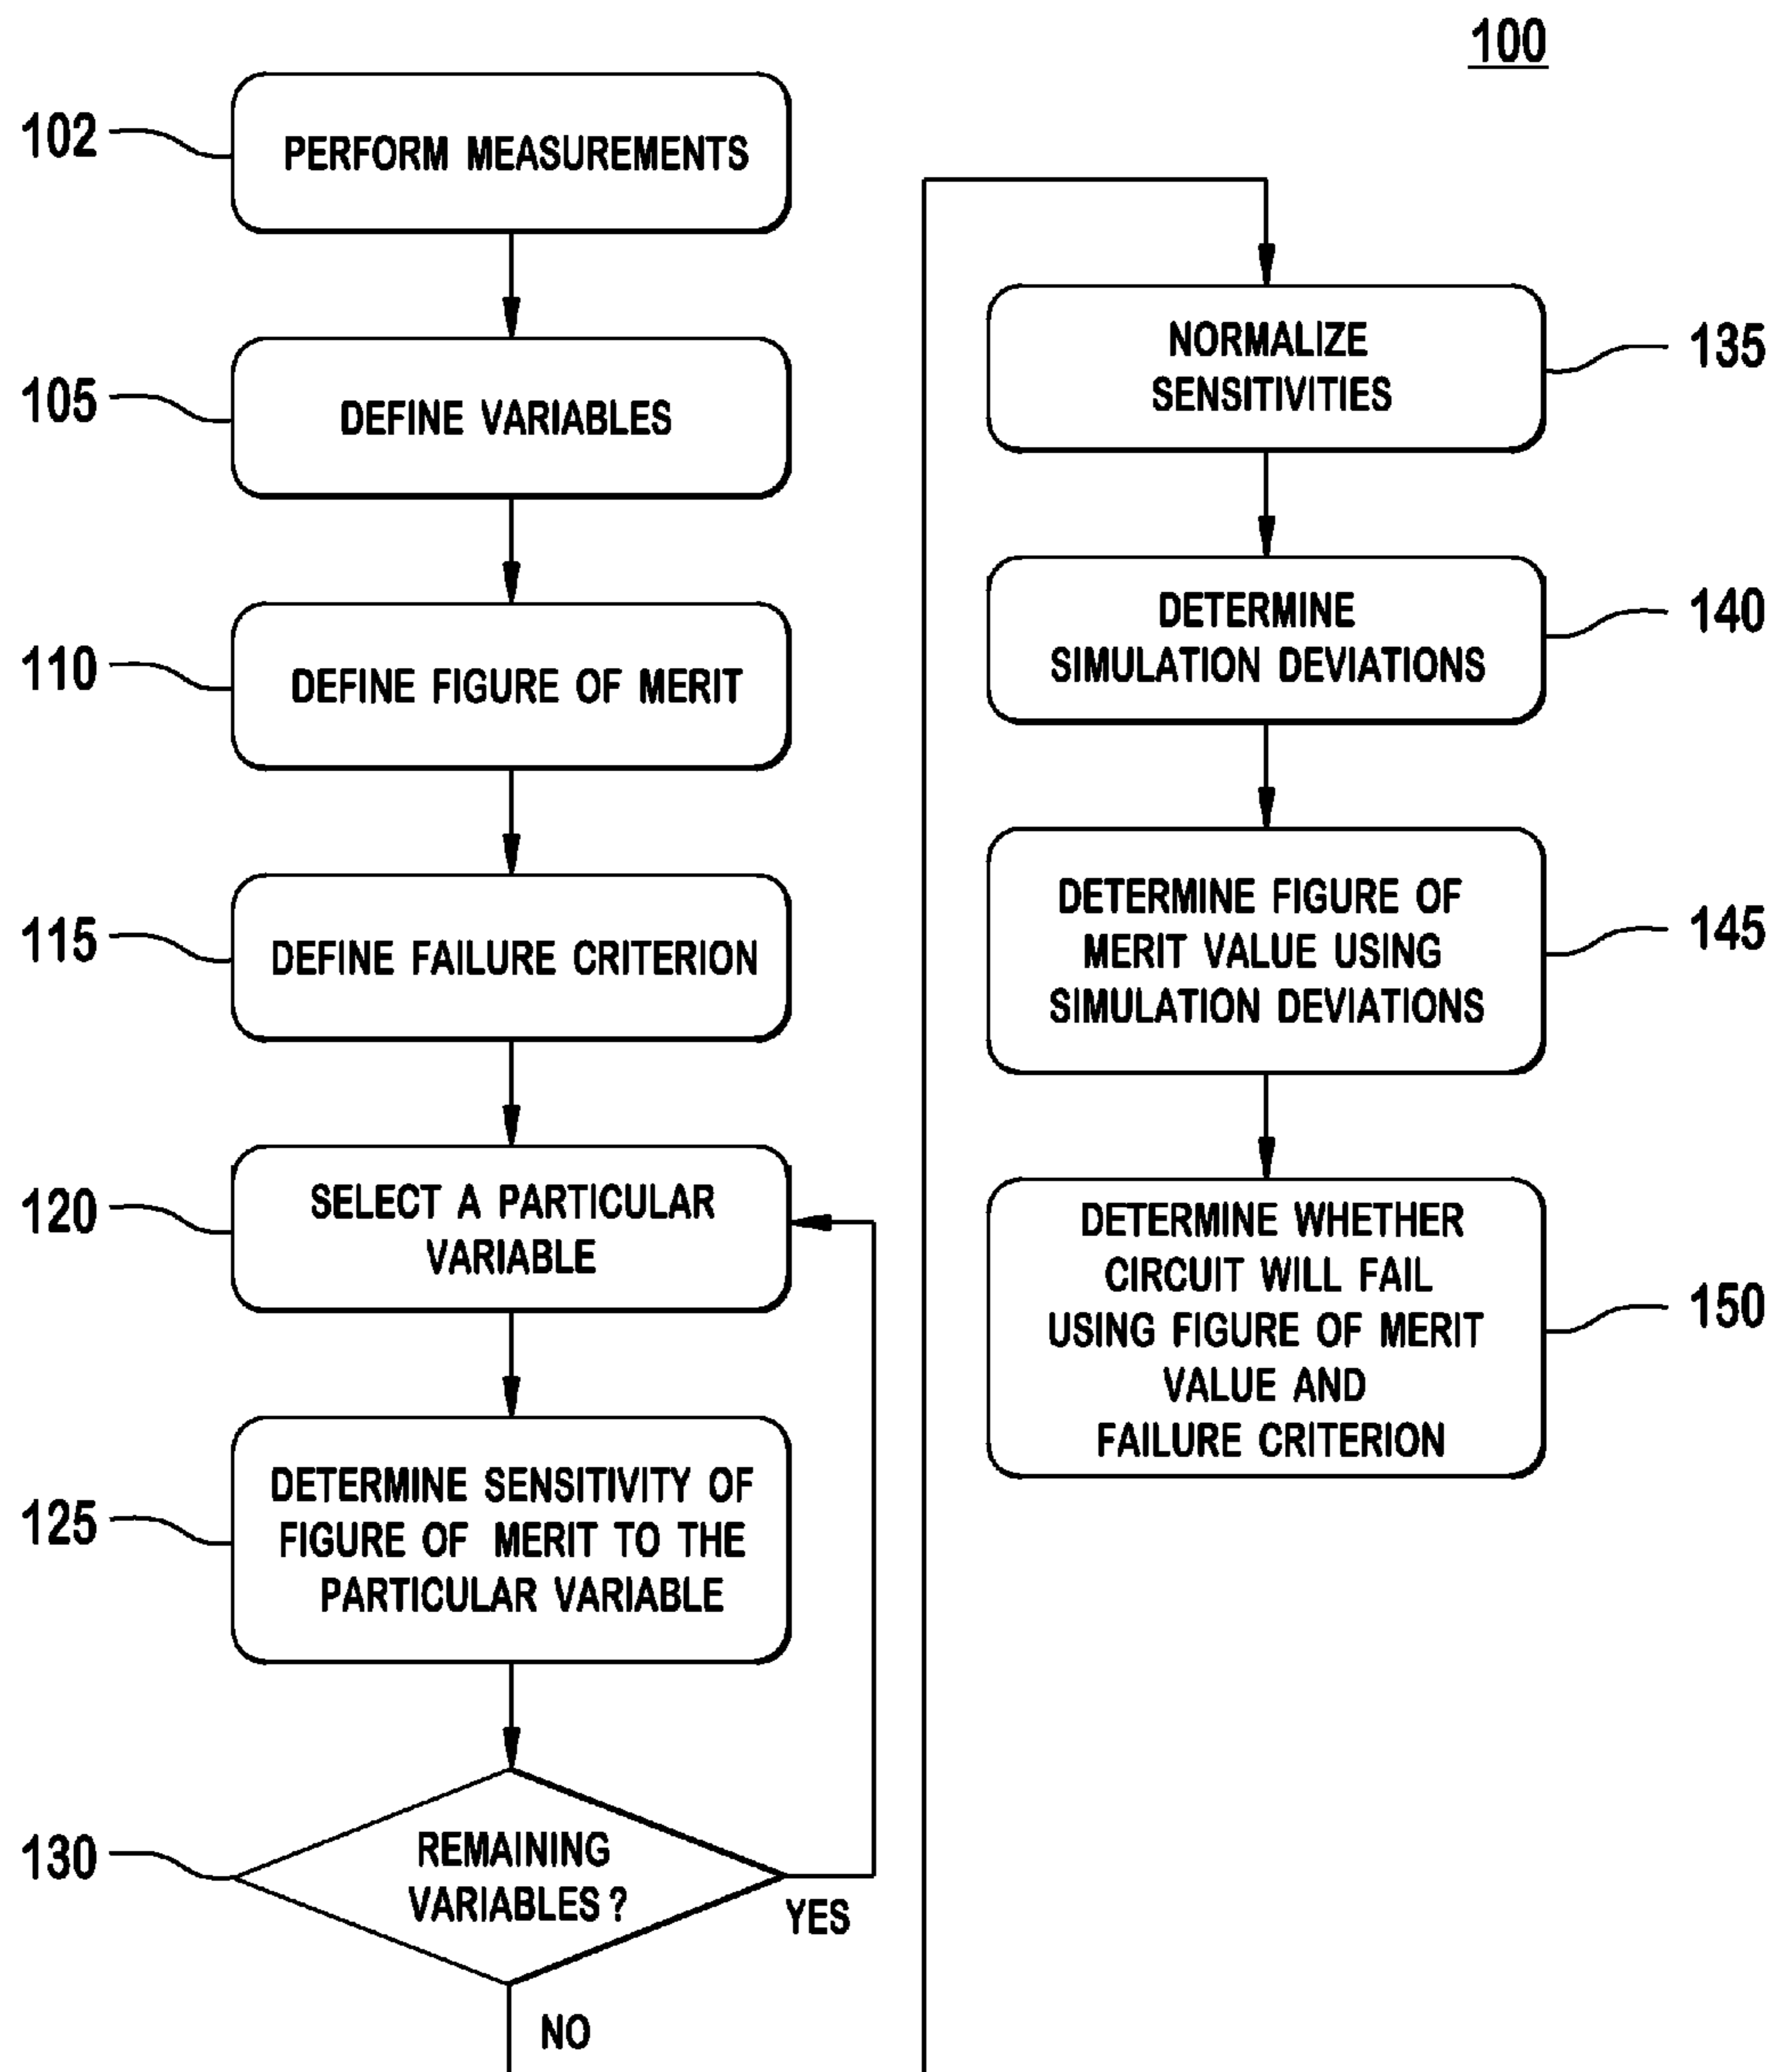 100
102
PERFORM MEASUREMENTS
105
DEFINE VARIABLES
110
DEFINE FIGURE OF MERIT
115
DEFINE FAILURE CRITERION
120
SELECT A PARTICULAR
VARIABLE
125
DETERMINE SENSITIVITY OF
FIGURE OF MERIT TO THE
PARTICULAR VARIABLE
130
REMAINING
VARIABLES?
YES
NO
NORMALIZE
SENSITIVITIES
135
DETERMINE
SIMULATION DEVIATIONS
140
DETERMINE FIGURE OF
MERIT VALUE USING
SIMULATION DEVIATIONS
145
DETERMINE WHETHER
CIRCUIT WILL FAIL
USING FIGURE OF MERIT
VALUE AND
FAILURE CRITERION
150